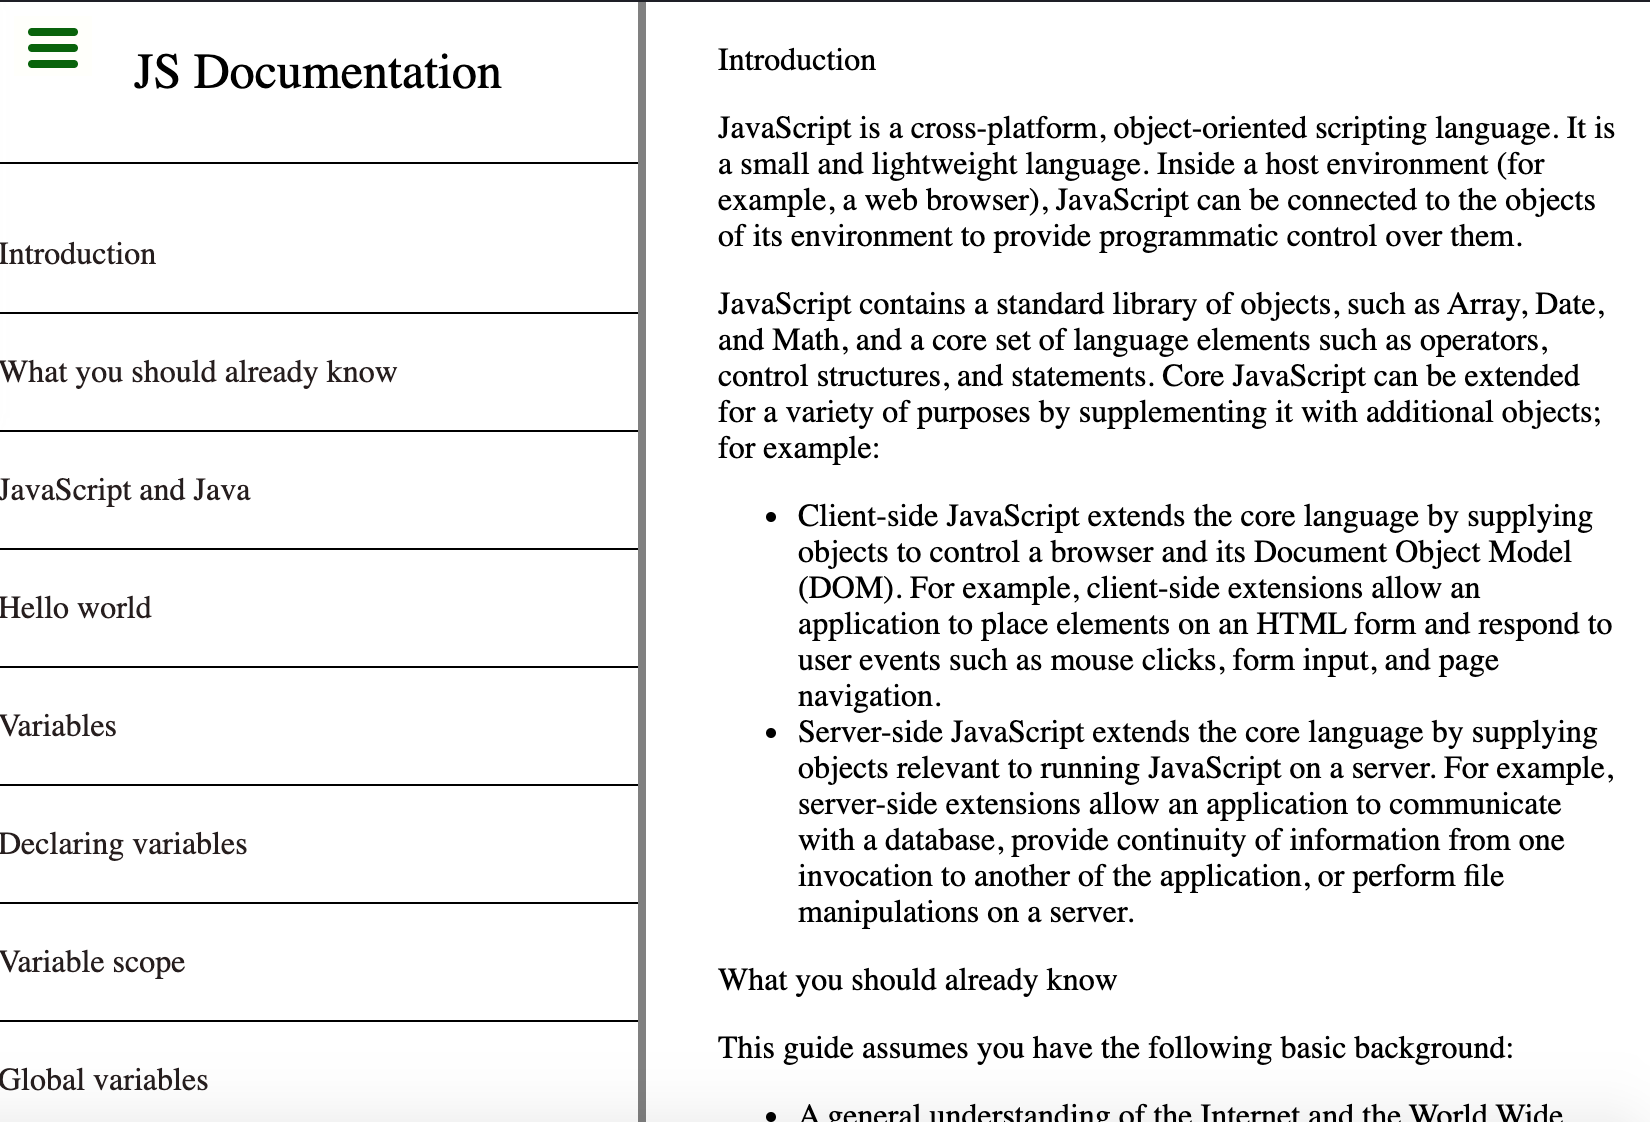 JS Documentation
Introduction
What you should already know
JavaScript and Java
Hello world
Variables
Declaring variables
Variable scope
Global variables
Introduction
JavaScript is a cross-platform, object-oriented scripting language. It is
a small and lightweight language. Inside a host environment (for
example, a web browser), JavaScript can be connected to the objects
of its environment to provide programmatic control over them.
JavaScript contains a standard library of objects, such as Array, Date,
and Math, and a core set of language elements such as operators,
control structures, and statements. Core JavaScript can be extended
for a variety of purposes by supplementing it with additional objects;
for example:
• Client-side JavaScript extends the core language by supplying
objects to control a browser and its Document Object Model
(DOM). For example, client-side extensions allow an
application to place elements on an HTML form and respond to
user events such as mouse clicks, form input, and page
navigation.
• Server-side JavaScript extends the core language by supplying
objects relevant to running JavaScript on a server. For example,
server-side extensions allow an application to communicate
with a database, provide continuity of information from one
invocation to another of the application, or perform file
manipulations on a server.
What you should already know
This guide assumes you have the following basic background:
• A general understanding of the Internet and the World Wide